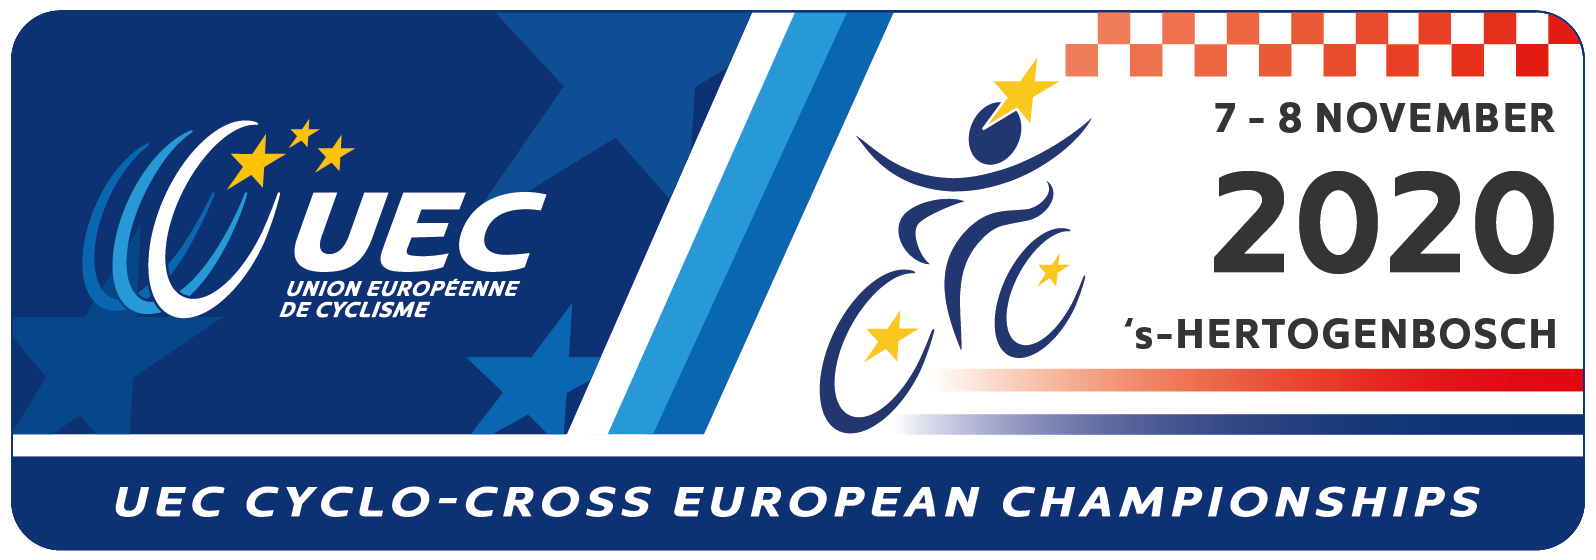 UEC
UNION EUROPÉENNE
DE CYCLISME
7 - 8 NOVEMBER
2020
‘s-HERTOGENBOSCH
UEC CYCLO-CROSS EUROPEAN CHAMPIONSHIPS